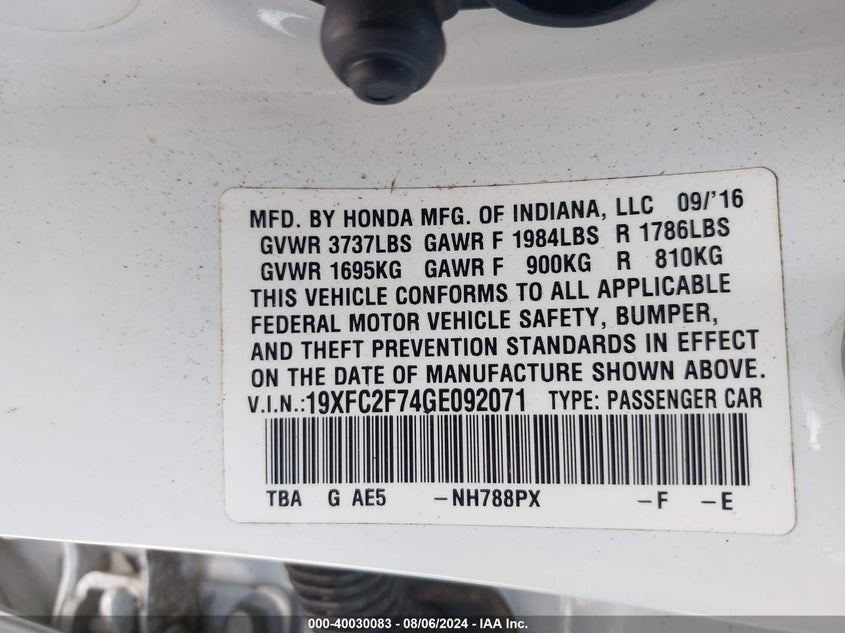 MFD. BY HONDA MFG. OF INDIANA, LLC 09/'16
GVWR 3737LBS GAWR F 1984LBS R 1786LBS
GVWR 1695KG GAWR F 900KG R 810KG
THIS VEHICLE CONFORMS TO ALL APPLICABLE
FEDERAL MOTOR VEHICLE SAFETY, BUMPER,
AND THEFT PREVENTION STANDARDS IN EFFECT
ON THE DATE OF MANUFACTURE SHOWN ABOVE.
V.I.N.:19XFC2F74GE092071 TYPE: PASSENGER CAR
TBA G AE5 –NH788PX –F –E
000-40030083 - 08/06/2024 - IAA Inc.